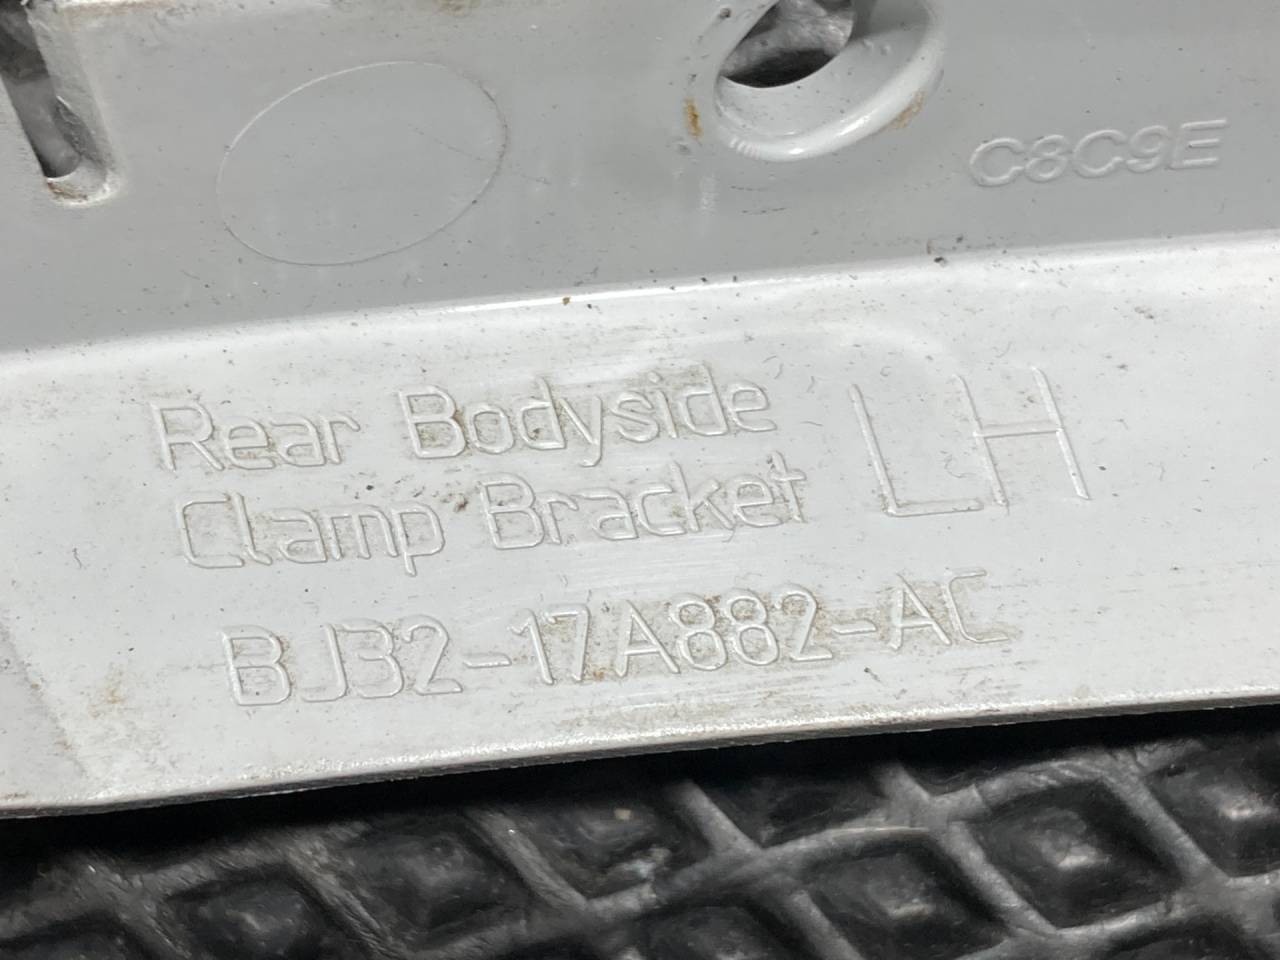 C8C9E
Rear Bodyside
Clamp Bracket
LH
BJ32-17A882-AC